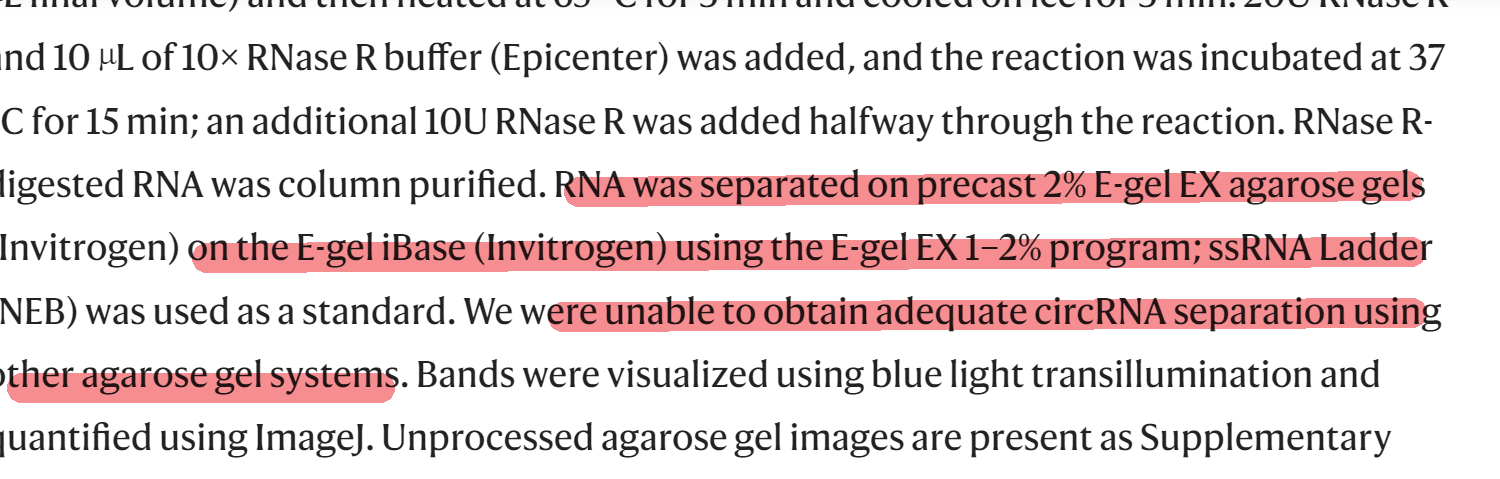 final volume) and then heated at 65 °C for 3 min and cooled on ice for 3 min. 20U RNase R
and 10 μL of 10× RNase R buffer (Epicenter) was added, and the reaction was incubated at 37
C for 15 min; an additional 10U RNase R was added halfway through the reaction. RNase R-
digested RNA was column purified. RNA was separated on precast 2% E-gel EX agarose gels
Invitrogen) on the E-gel iBase (Invitrogen) using the E-gel EX 1–2% program; ssRNA Ladder
NEB) was used as a standard. We were unable to obtain adequate circRNA separation using
other agarose gel systems. Bands were visualized using blue light transillumination and
quantified using ImageJ. Unprocessed agarose gel images are present as Supplementary